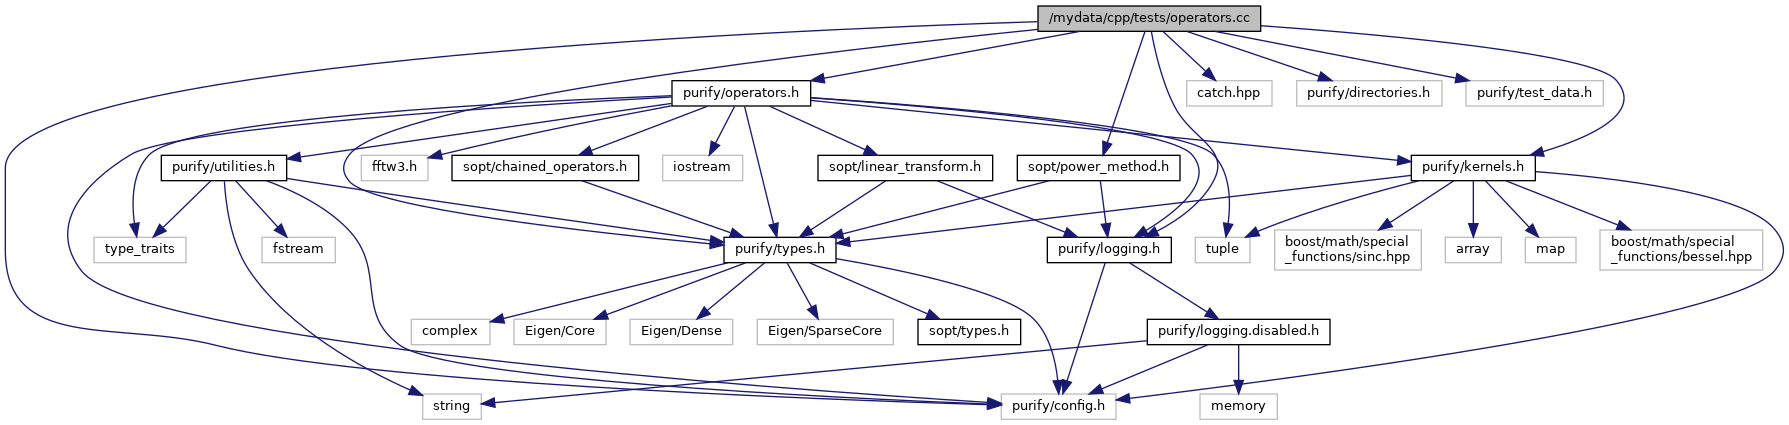 /mydata/cpp/tests/operators.cc
purify/operators.h
catch.hpp
purify/directories.h
purify/test_data.h
purify/utilities.h
fftw3.h
sopt/chained_operators.h
iostream
sopt/linear_transform.h
sopt/power_method.h
purify/kernels.h
type_traits
fstream
purify/types.h
purify/logging.h
tuple
boost/math/special
_functions/sinc.hpp
array
map
boost/math/special
_functions/bessel.hpp
complex
Eigen/Core
Eigen/Dense
Eigen/SparseCore
sopt/types.h
purify/logging.disabled.h
string
purify/config.h
memory